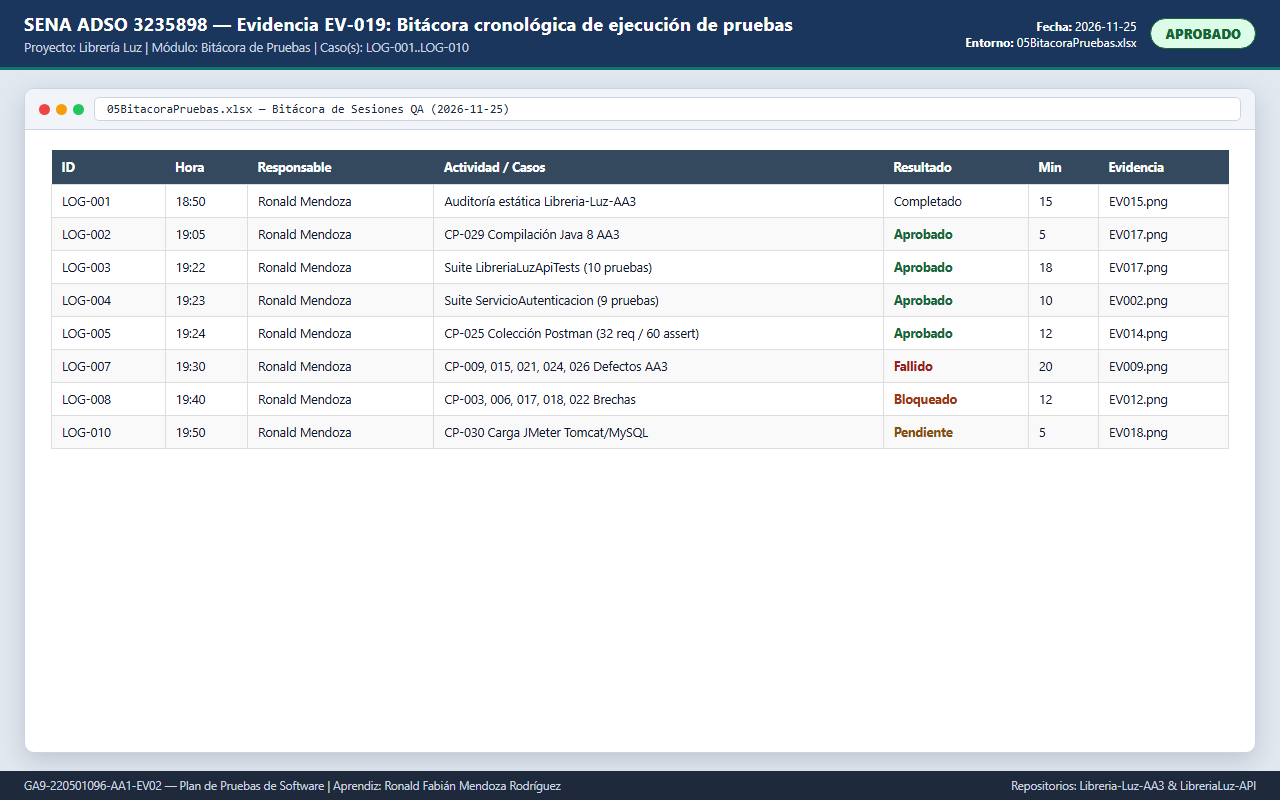 SENA ADSO 3235898 — Evidencia EV-019: Bitácora cronológica de ejecución de pruebas
Proyecto: Librería Luz | Módulo: Bitácora de Pruebas | Caso(s): LOG-001..LOG-010
Fecha: 2026-11-25
Entorno: 05BitacoraPruebas.xlsx
APROBADO
05BitacoraPruebas.xlsx — Bitácora de Sesiones QA (2026-11-25)
ID Hora Responsable Actividad / Casos Resultado Min Evidencia
LOG-001 18:50 Ronald Mendoza Auditoría estática Libreria-Luz-AA3 Completado 15 EV015.png
LOG-002 19:05 Ronald Mendoza CP-029 Compilación Java 8 AA3 Aprobado 5 EV017.png
LOG-003 19:22 Ronald Mendoza Suite LibreriaLuzApiTests (10 pruebas) Aprobado 18 EV017.png
LOG-004 19:23 Ronald Mendoza Suite ServicioAutenticacion (9 pruebas) Aprobado 10 EV002.png
LOG-005 19:24 Ronald Mendoza CP-025 Colección Postman (32 req / 60 assert) Aprobado 12 EV014.png
LOG-007 19:30 Ronald Mendoza CP-009, 015, 021, 024, 026 Defectos AA3 Fallido 20 EV009.png
LOG-008 19:40 Ronald Mendoza CP-003, 006, 017, 018, 022 Brechas Bloqueado 12 EV012.png
LOG-010 19:50 Ronald Mendoza CP-030 Carga JMeter Tomcat/MySQL Pendiente 5 EV018.png
GA9-220501096-AA1-EV02 — Plan de Pruebas de Software | Aprendiz: Ronald Fabián Mendoza Rodríguez
Repositorios: Libreria-Luz-AA3 & LibreriaLuz-API